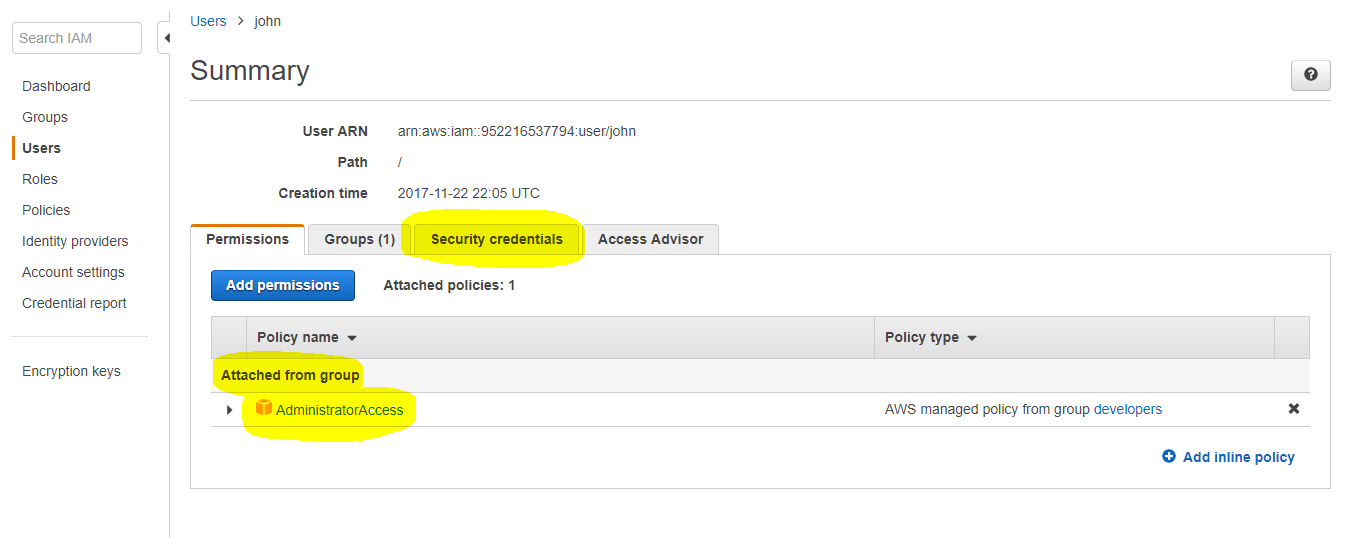 Users > john
Search IAM
Summary
Dashboard
Groups
Users
Roles
Policies
Identity providers
Account settings
Credential report
Encryption keys
User ARN arn:aws:iam::952216537794:user/john
Path /
Creation time 2017-11-22 22:05 UTC
Permissions Groups (1) Security credentials Access Advisor
Add permissions Attached policies: 1
Policy name Policy type
Attached from group
AdministratorAccess AWS managed policy from group developers
Add inline policy